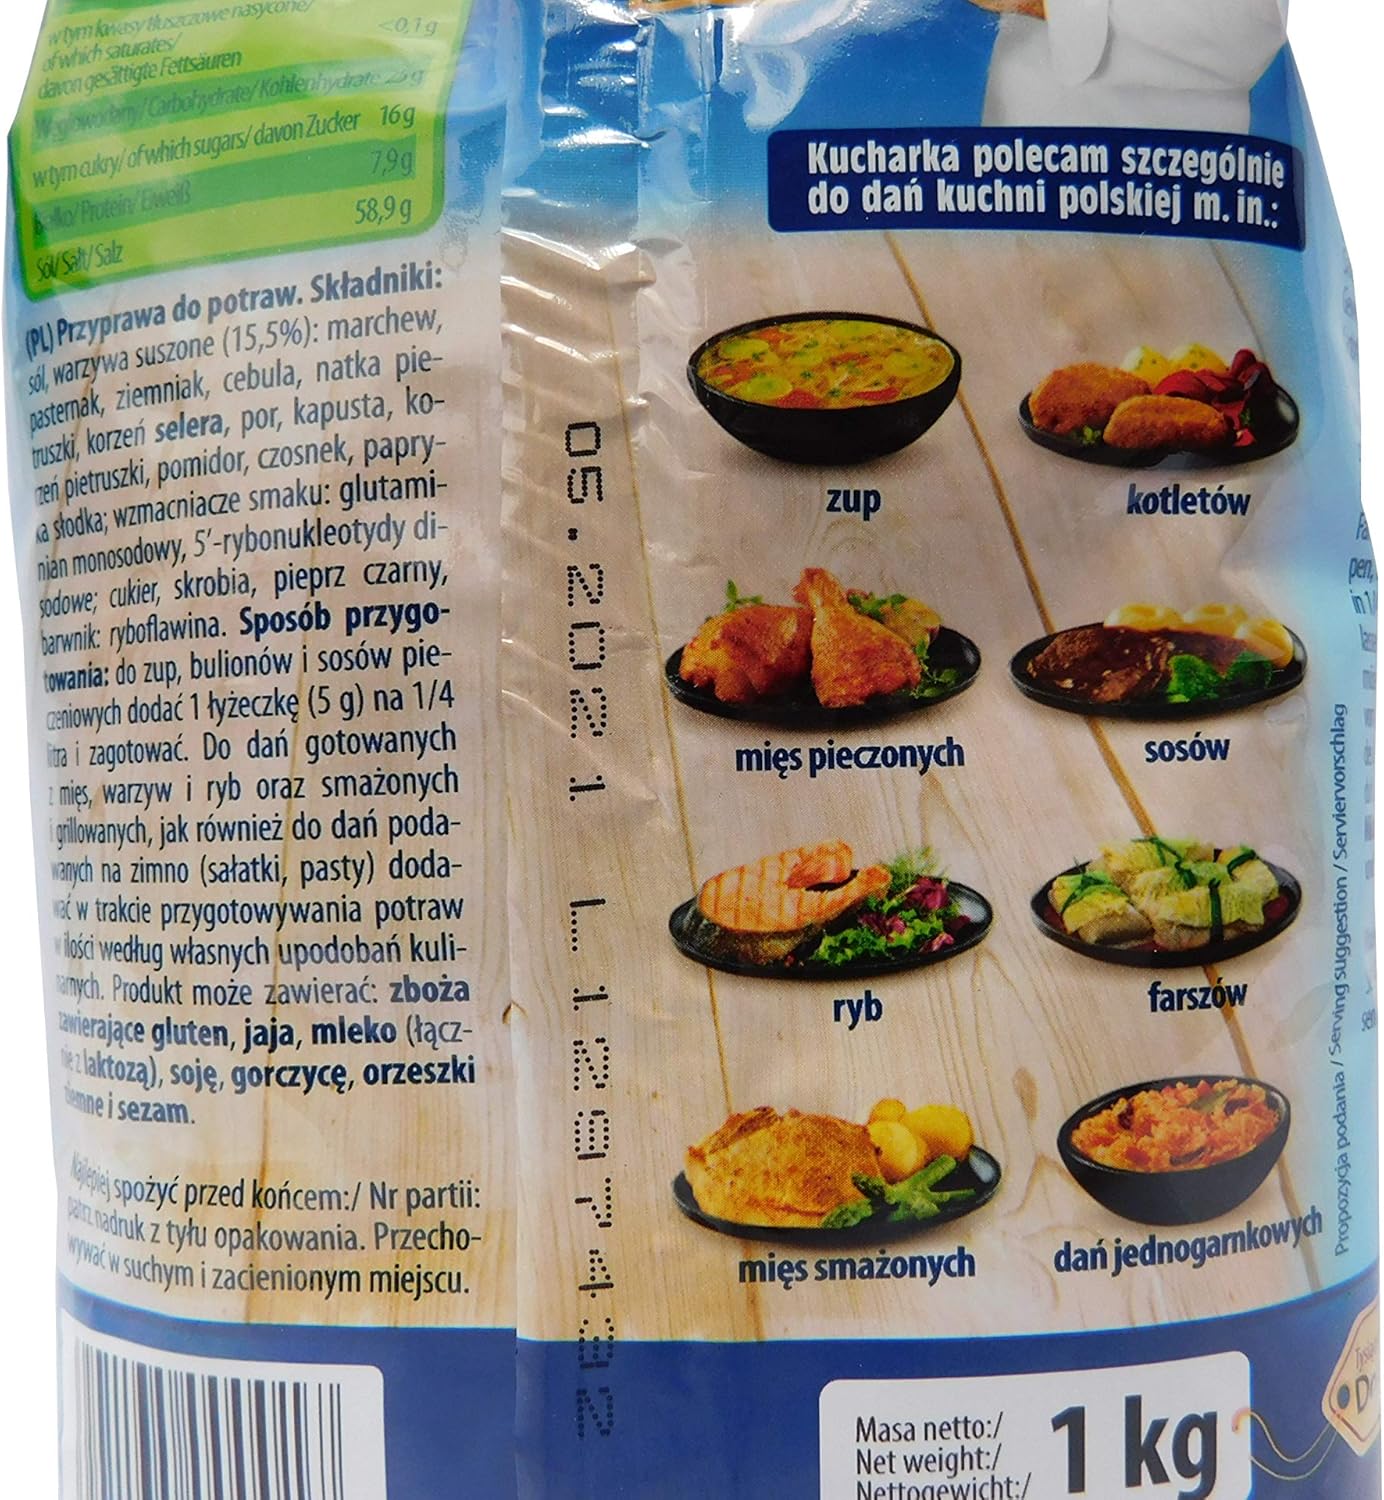 w tym kwasy tłuszczowe nasycone/
of which saturates/
davon gesättigte Fettsäuren <0,1 g
Węglowodany/ Carbohydrate/ Kohlenhydrate
w tym cukry/ of which sugars/ davon Zucker 16 g
Białko/ Protein/ Eiweiß 7,9 g
Sól/ Salt/ Salz 58,9 g
(PL) Przyprawa do potraw. Składniki:
sól, warzywa suszone (15,5%): marchew,
pasternak, ziemniak, cebula, natka pie-
truszki, korzeń selera, por, kapusta, ko-
rzeń pietruszki, pomidor, czosnek, papry-
ka słodka; wzmacniacze smaku: glutami-
nian monosodowy, 5'-rybonukleotydy di-
sodowe; cukier, skrobia, pieprz czarny,
barwnik: ryboflawina. Sposób przygo-
towania: do zup, bulionów i sosów pie-
czeniowych dodać 1 łyżeczkę (5 g) na 1/4
litra i zagotować. Do dań gotowanych
z mięs, warzyw i ryb oraz smażonych
i grillowanych, jak również do dań poda-
wanych na zimno (sałatki, pasty) doda-
wać w trakcie przygotowywania potraw
w ilości według własnych upodobań kuli-
narnych. Produkt może zawierać: zboża
zawierające gluten, jaja, mleko (łącz-
nie z laktozą), soję, gorczycę, orzeszki
ziemne i sezam.
Najlepiej spożyć przed końcem:/ Nr partii:
patrz nadruk z tyłu opakowania. Przecho-
wywać w suchym i zacienionym miejscu.
05.2021 L 12674392
Kucharka polecam szczególnie
do dań kuchni polskiej m. in.:
zup
kotletów
mięs pieczonych
sosów
ryb
farszów
mięs smażonych
dań jednogarnkowych
Propozycja podania / Serving suggestion / Serviervorschlag
Masa netto:/
Net weight:/
Nettogewicht:/
1 kg